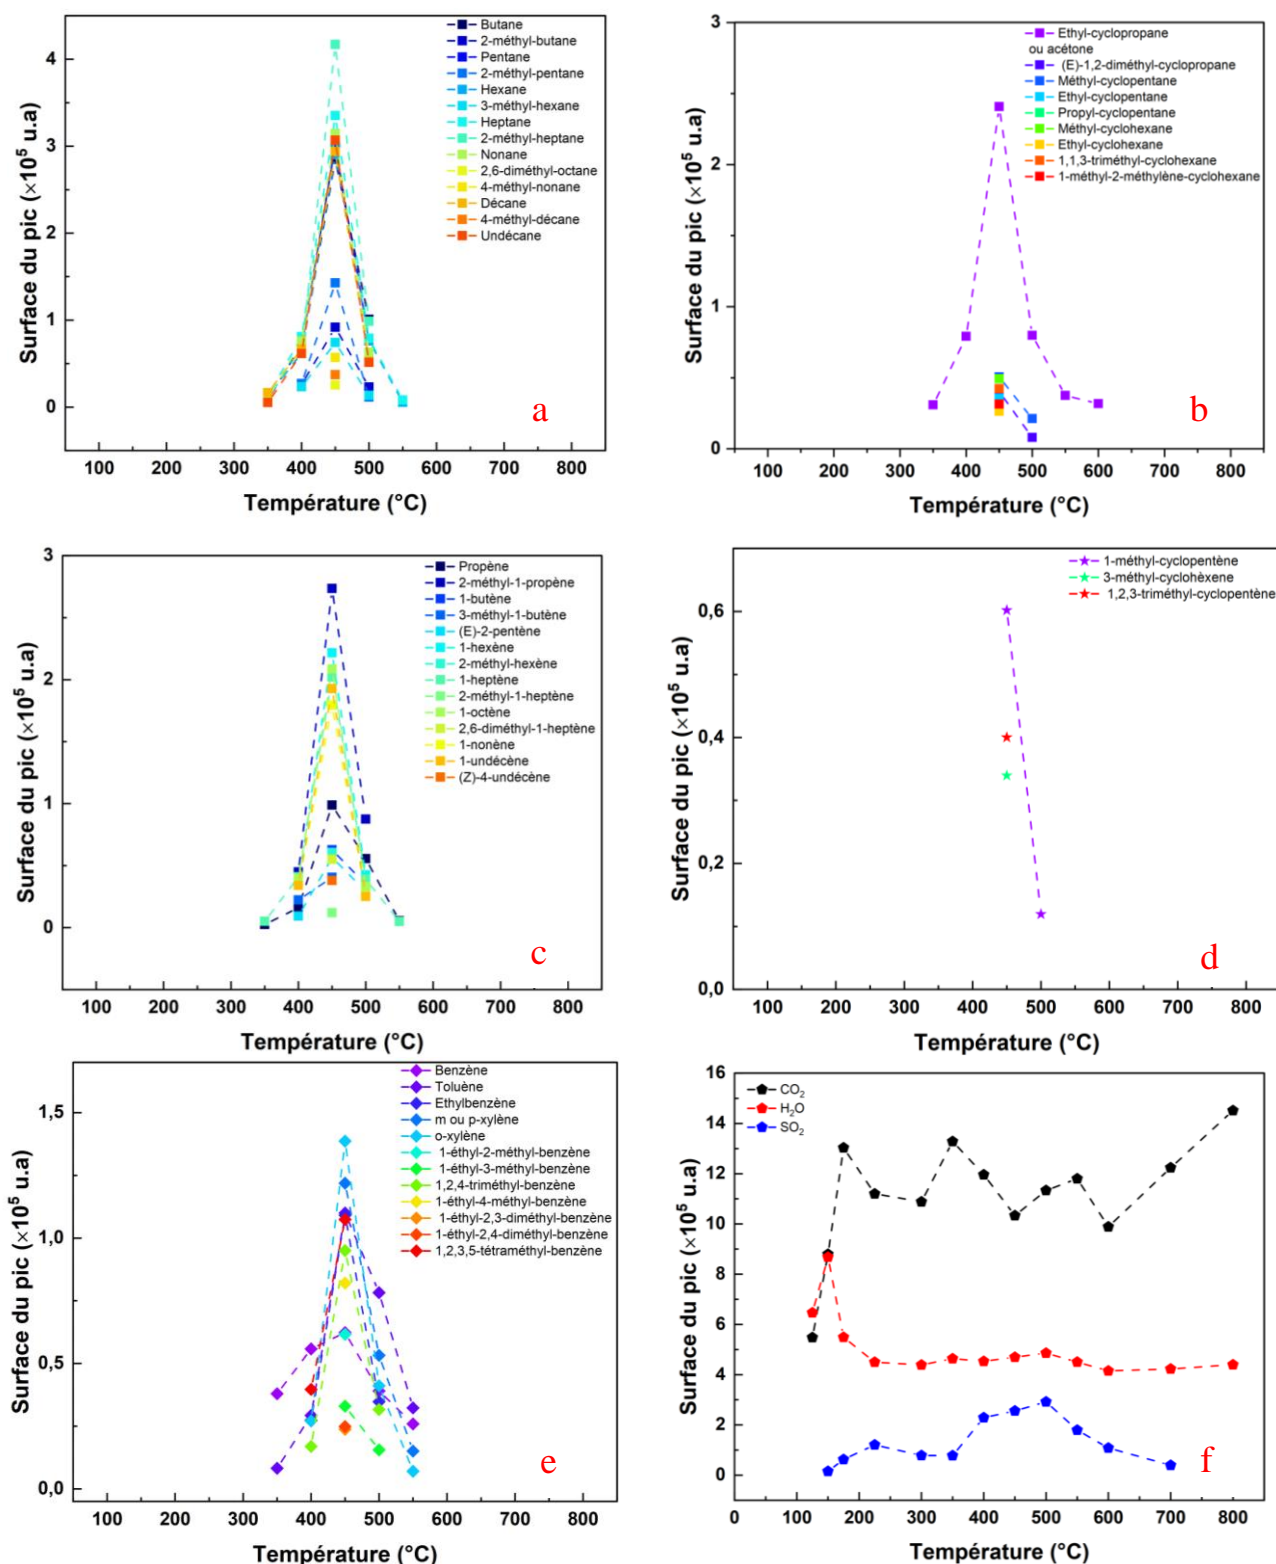 Butane
2-méthyl-butane
Pentane
2-méthyl-pentane
Hexane
3-méthyl-hexane
Heptane
2-méthyl-heptane
Nonane
2,6-diméthyl-octane
4-méthyl-nonane
Décane
4-méthyl-décane
Undécane
4
3
2
1
0
100 200 300 400 500 600 700 800
Surface du pic (×10⁵ u.a)
Température (°C)
a
Ethyl-cyclopropane
ou acétone
(E)-1,2-diméthyl-cyclopropane
Méthyl-cyclopentane
Ethyl-cyclopentane
Propyl-cyclopentane
Méthyl-cyclohexane
Ethyl-cyclohexane
1,1,3-triméthyl-cyclohexane
1-méthyl-2-méthylène-cyclohexane
3
2
1
0
100 200 300 400 500 600 700 800
Surface du pic (×10⁵ u.a)
Température (°C)
b
Propène
2-méthyl-1-propène
1-butène
3-méthyl-1-butène
(E)-2-pentène
1-hexène
2-méthyl-hexène
1-heptène
2-méthyl-1-heptène
1-octène
2,6-diméthyl-1-heptène
1-nonène
1-undécène
(Z)-4-undécène
3
2
1
0
100 200 300 400 500 600 700 800
Surface du pic (×10⁵ u.a)
Température (°C)
c
1-méthyl-cyclopentène
3-méthyl-cyclohèxene
1,2,3-triméthyl-cyclopentène
0,6
0,4
0,2
0,0
100 200 300 400 500 600 700 800
Surface du pic (×10⁵ u.a)
Température (°C)
d
Benzène
Toluène
Ethylbenzène
m ou p-xylène
o-xylène
1-éthyl-2-méthyl-benzène
1-éthyl-3-méthyl-benzène
1,2,4-triméthyl-benzène
1-éthyl-4-méthyl-benzène
1-éthyl-2,3-diméthyl-benzène
1-éthyl-2,4-diméthyl-benzène
1,2,3,5-tétraméthyl-benzène
1,5
1,0
0,5
0,0
100 200 300 400 500 600 700 800
Surface du pic (×10⁵ u.a)
Température (°C)
e
CO₂
H₂O
SO₂
16
14
12
10
8
6
4
2
0
0 100 200 300 400 500 600 700 800
Surface du pic (×10⁵ u.a)
Température (°C)
f